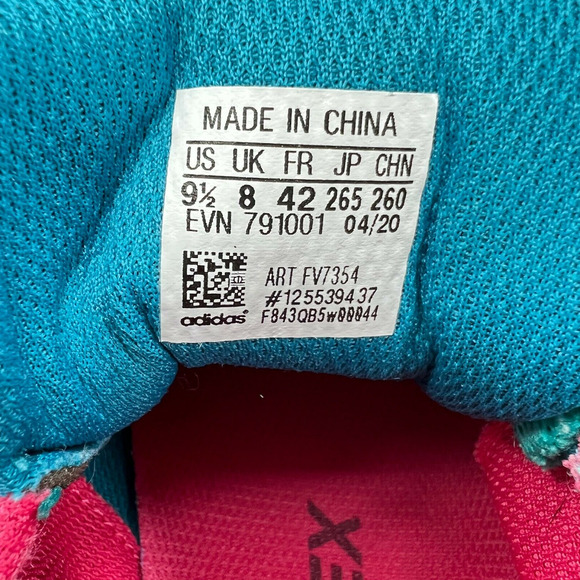 MADE IN CHINA
US UK FR JP CHN
9½ 8 42 265 260
EVN 791001 04/20
ART FV7354
#125539437
adidas® F843QB5W00044
EX